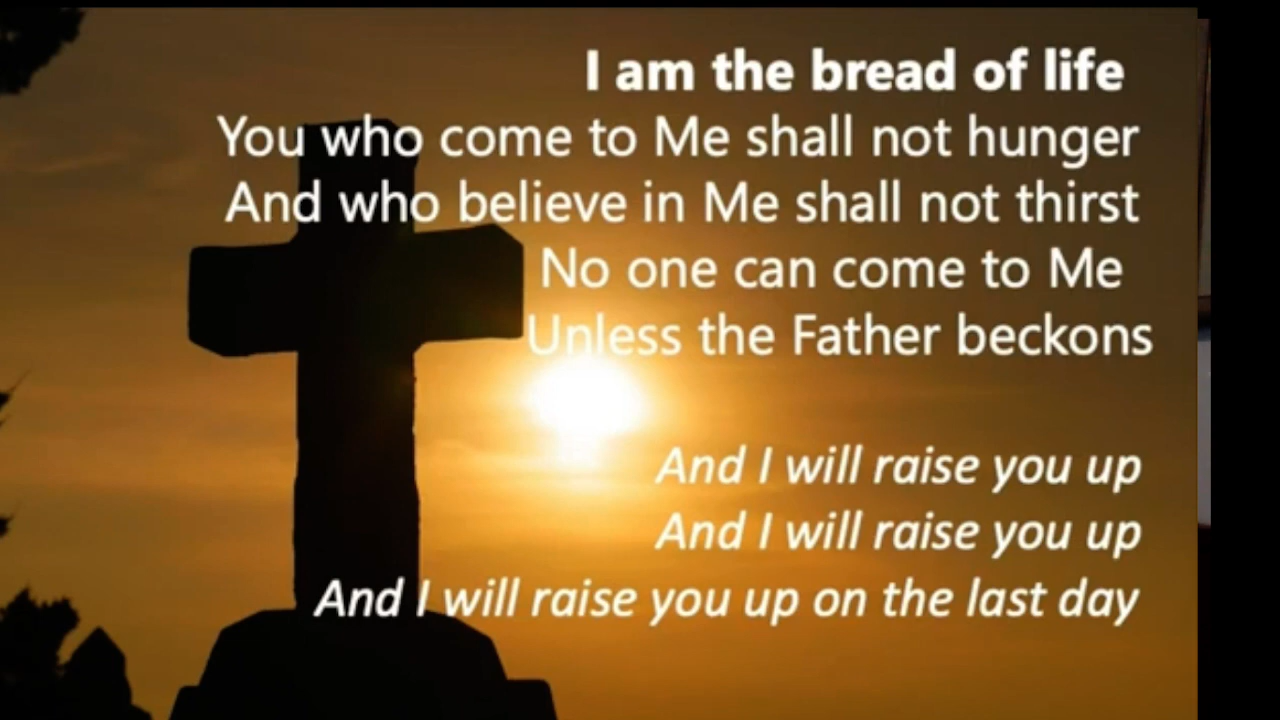 I am the bread of life
You who come to Me shall not hunger
And who believe in Me shall not thirst
No one can come to Me
Unless the Father beckons
And I will raise you up
And I will raise you up
And I will raise you up on the last day